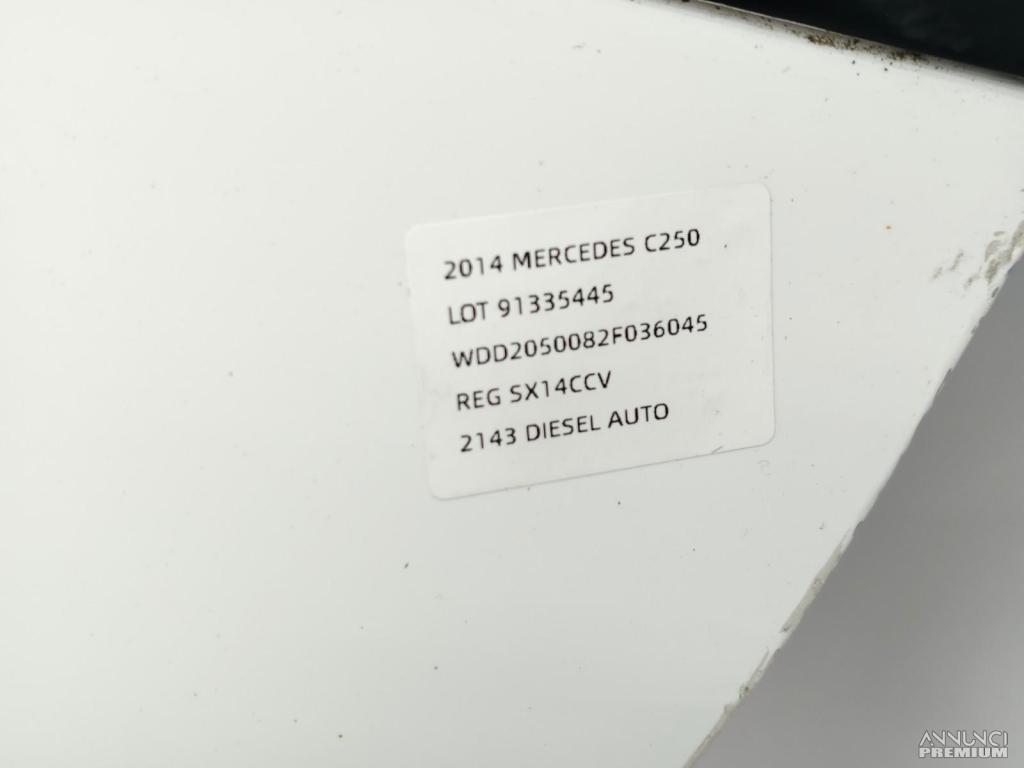 2014 MERCEDES C250
LOT 91335445
WDD2050082F036045
REG SX14CCV
2143 DIESEL AUTO
ANNUNCI
PREMIUM